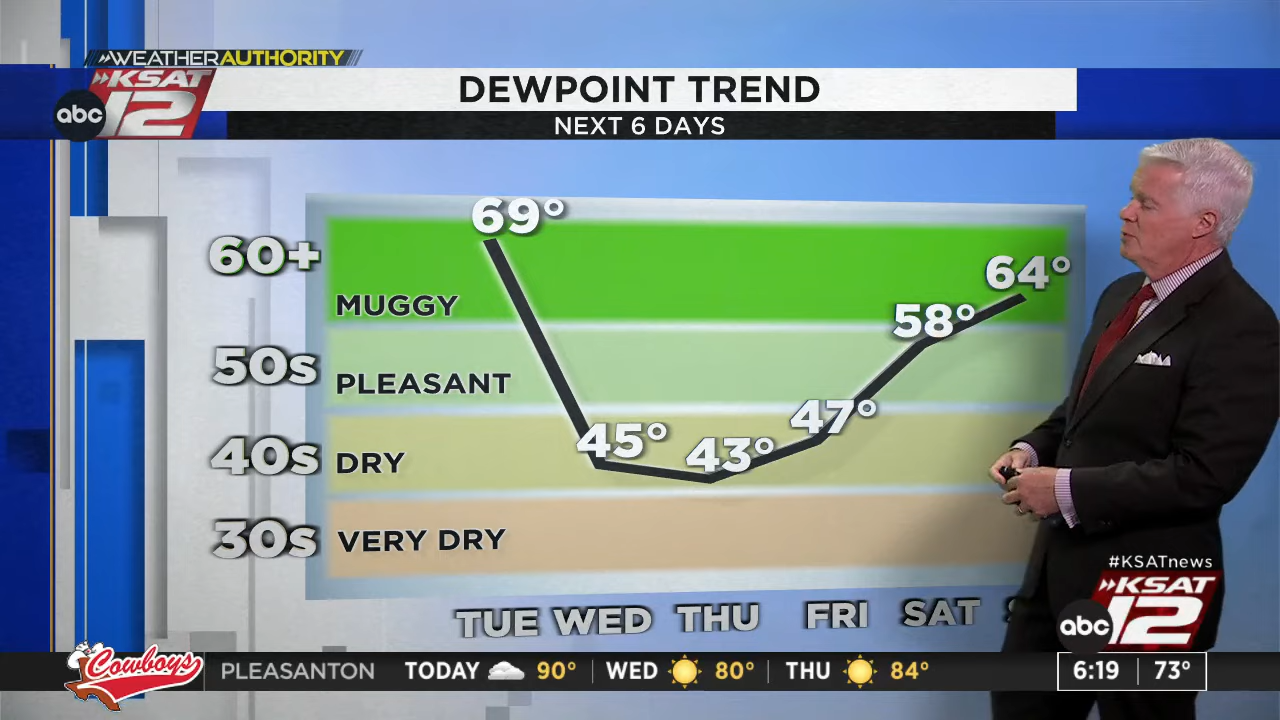 WEATHERAUTHORITY
KSAT
abc 12
DEWPOINT TREND
NEXT 6 DAYS
69°
60+
64°
MUGGY
58°
50s
PLEASANT
47°
45°
43°
40s
DRY
30s
VERY DRY
#KSATnews
KSAT
abc 12
TUE WED THU FRI SAT S
Cowboys
PLEASANTON TODAY 90° WED 80° THU 84°
6:19 73°